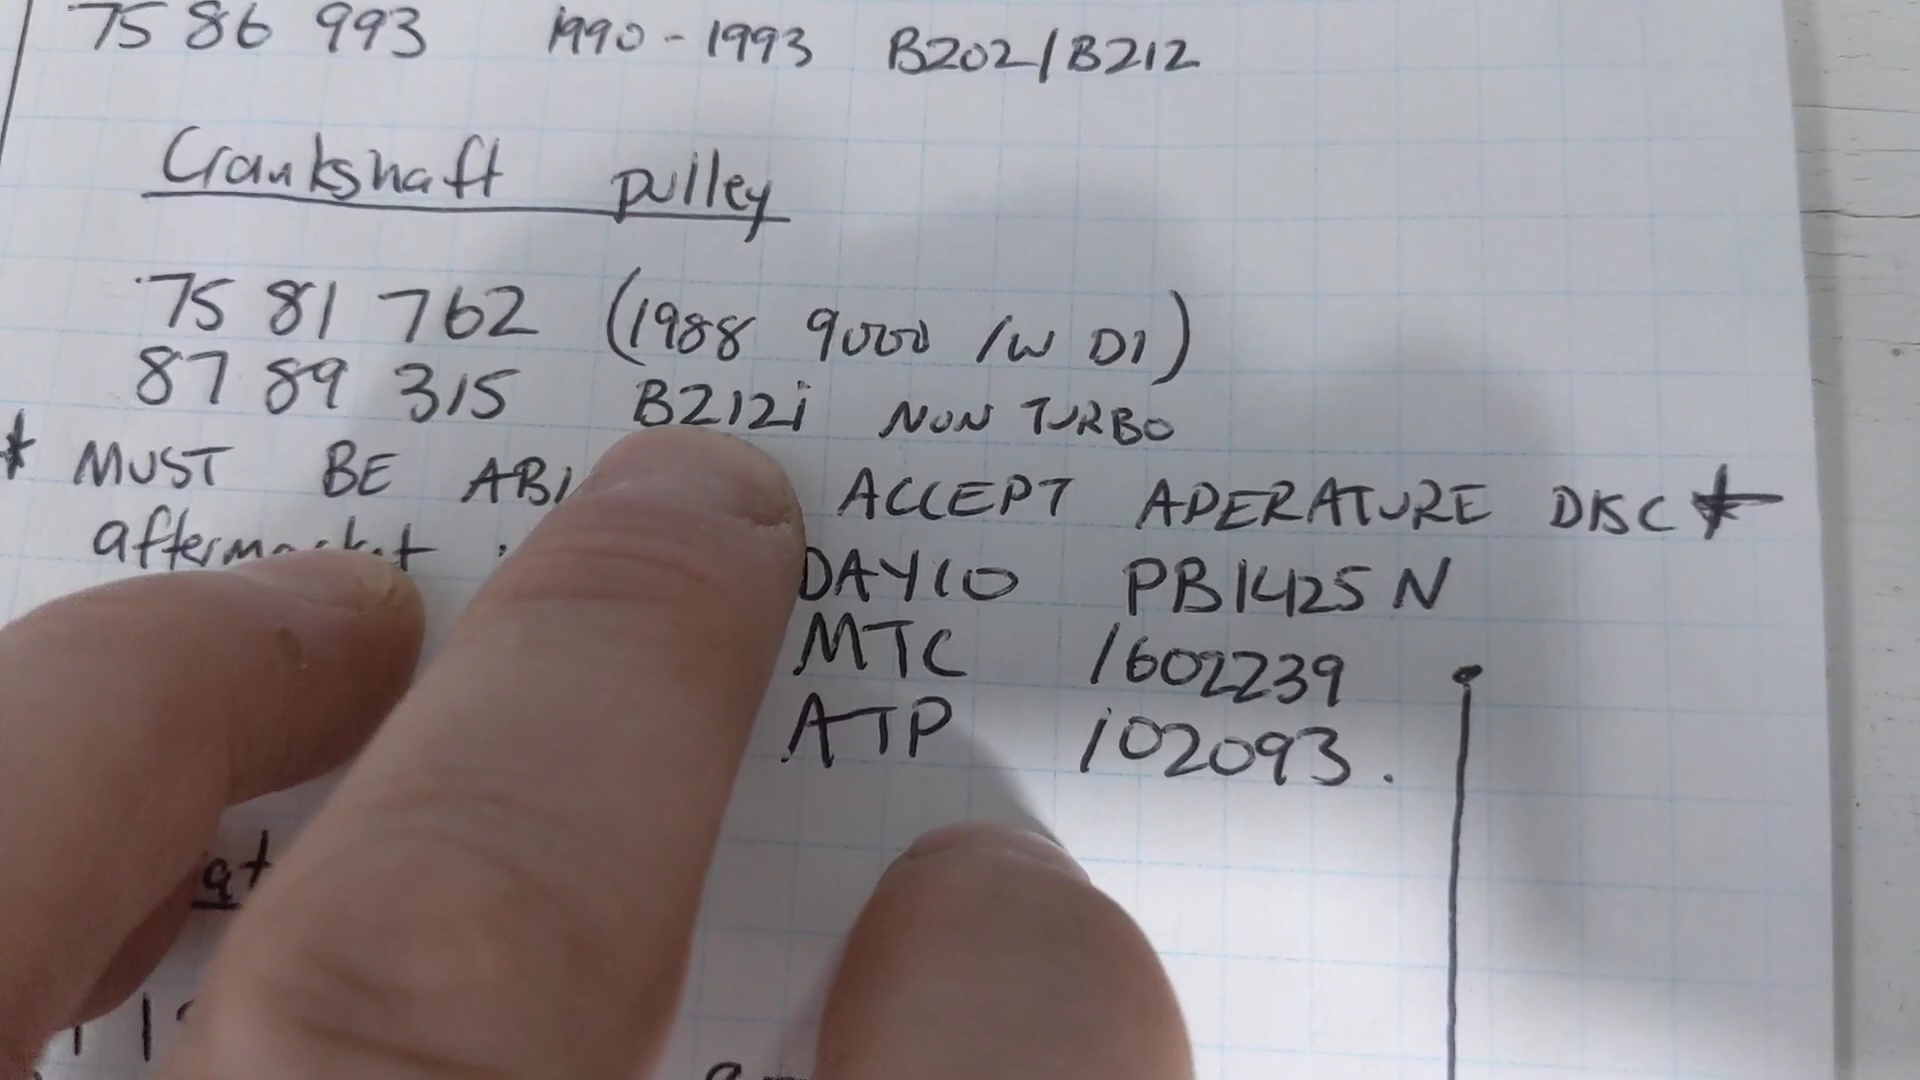 75 86 993 1990-1993 B202/B212
Crankshaft pulley
75 81 762 (1988 9000 /W DI)
87 89 315 B212i NON TURBO
* MUST BE ACCEPT APERATURE DISC *
aftermarket DAYCO PB1425N
MTC 1602239
ATP 102093.